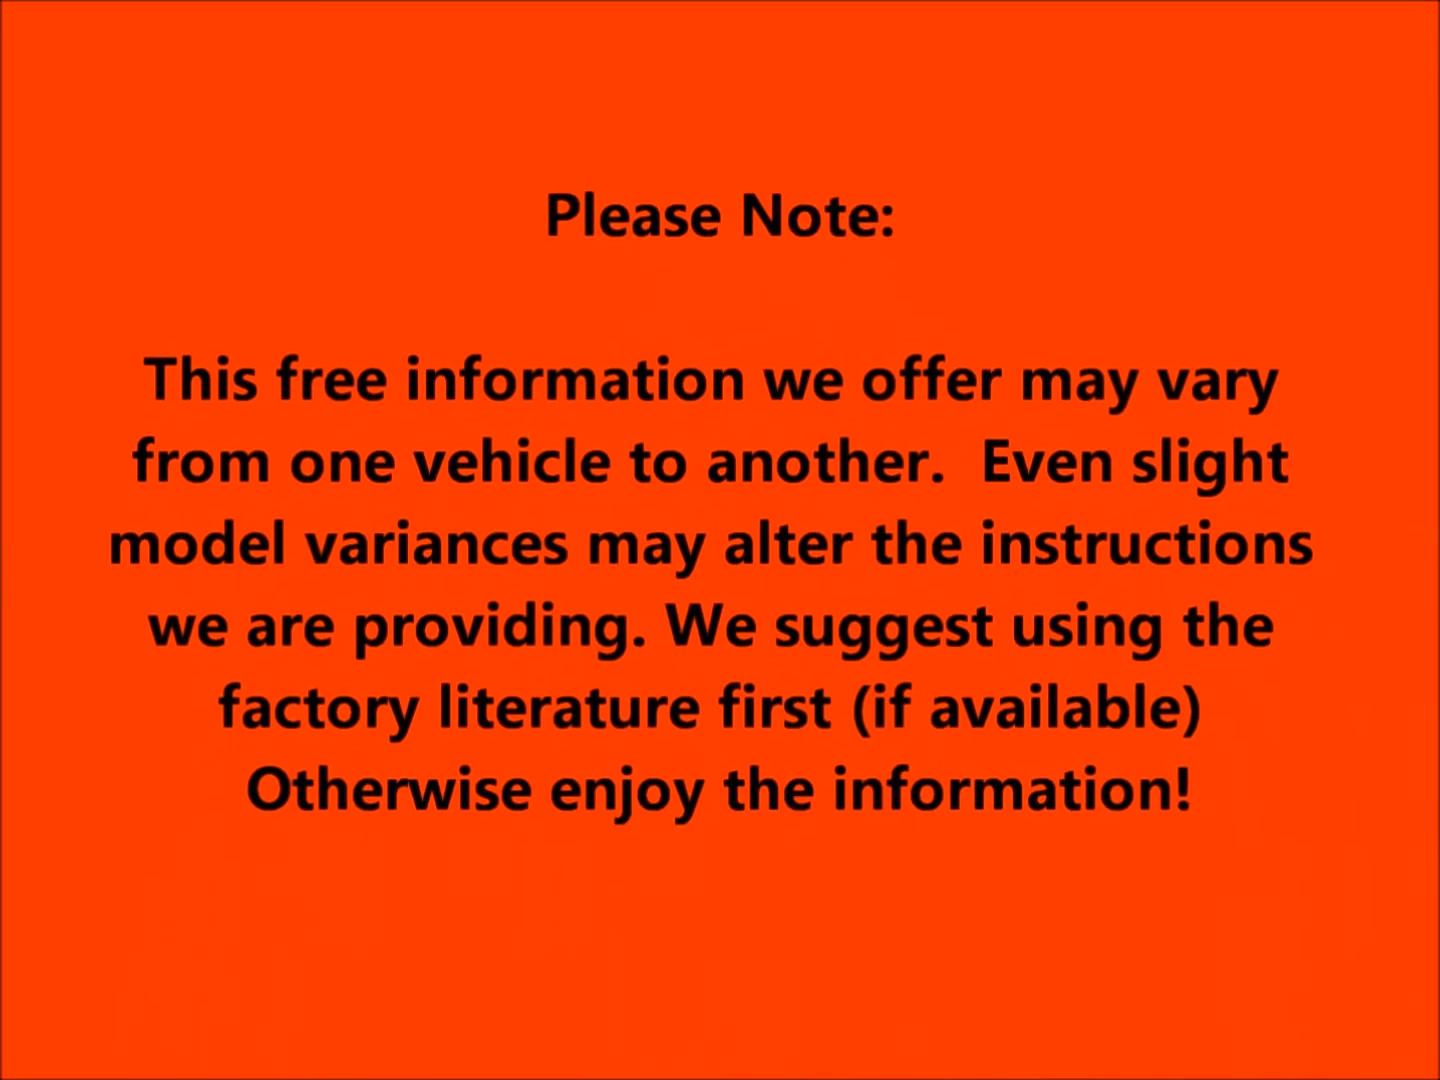 Please Note:
This free information we offer may vary
from one vehicle to another.  Even slight
model variances may alter the instructions
we are providing. We suggest using the
factory literature first (if available)
Otherwise enjoy the information!